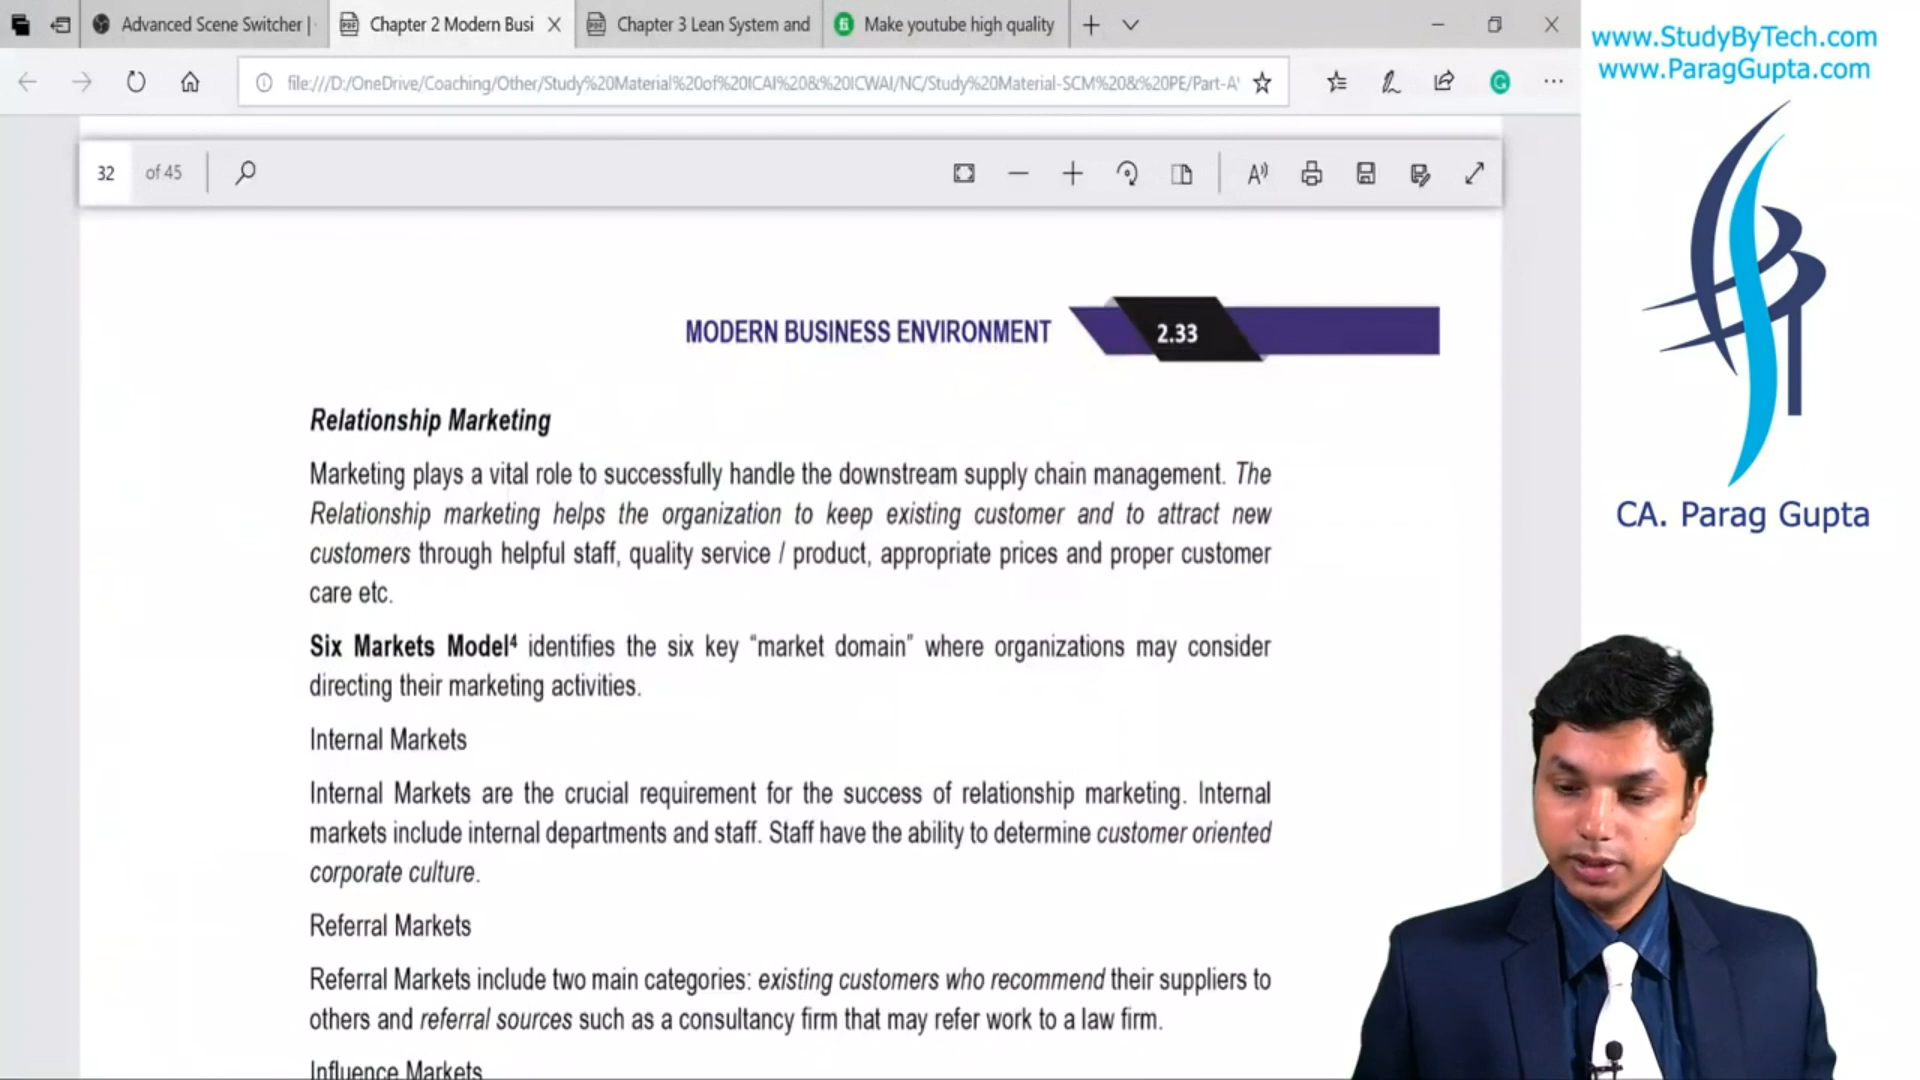 Advanced Scene Switcher |
Chapter 2 Modern Busi
Chapter 3 Lean System and
Make youtube high quality
file:///D:/OneDrive/Coaching/Other/Study%20Material%20of%20ICAI%20&%20ICWAI/NC/Study%20Material-SCM%20&%20PE/Part-A
www.StudyByTech.com
www.ParagGupta.com
32 of 45
MODERN BUSINESS ENVIRONMENT 2.33
Relationship Marketing
Marketing plays a vital role to successfully handle the downstream supply chain management. The
Relationship marketing helps the organization to keep existing customer and to attract new
customers through helpful staff, quality service / product, appropriate prices and proper customer
care etc.
Six Markets Model⁴ identifies the six key “market domain” where organizations may consider
directing their marketing activities.
Internal Markets
Internal Markets are the crucial requirement for the success of relationship marketing. Internal
markets include internal departments and staff. Staff have the ability to determine customer oriented
corporate culture.
Referral Markets
Referral Markets include two main categories: existing customers who recommend their suppliers to
others and referral sources such as a consultancy firm that may refer work to a law firm.
Influence Markets
CA. Parag Gupta